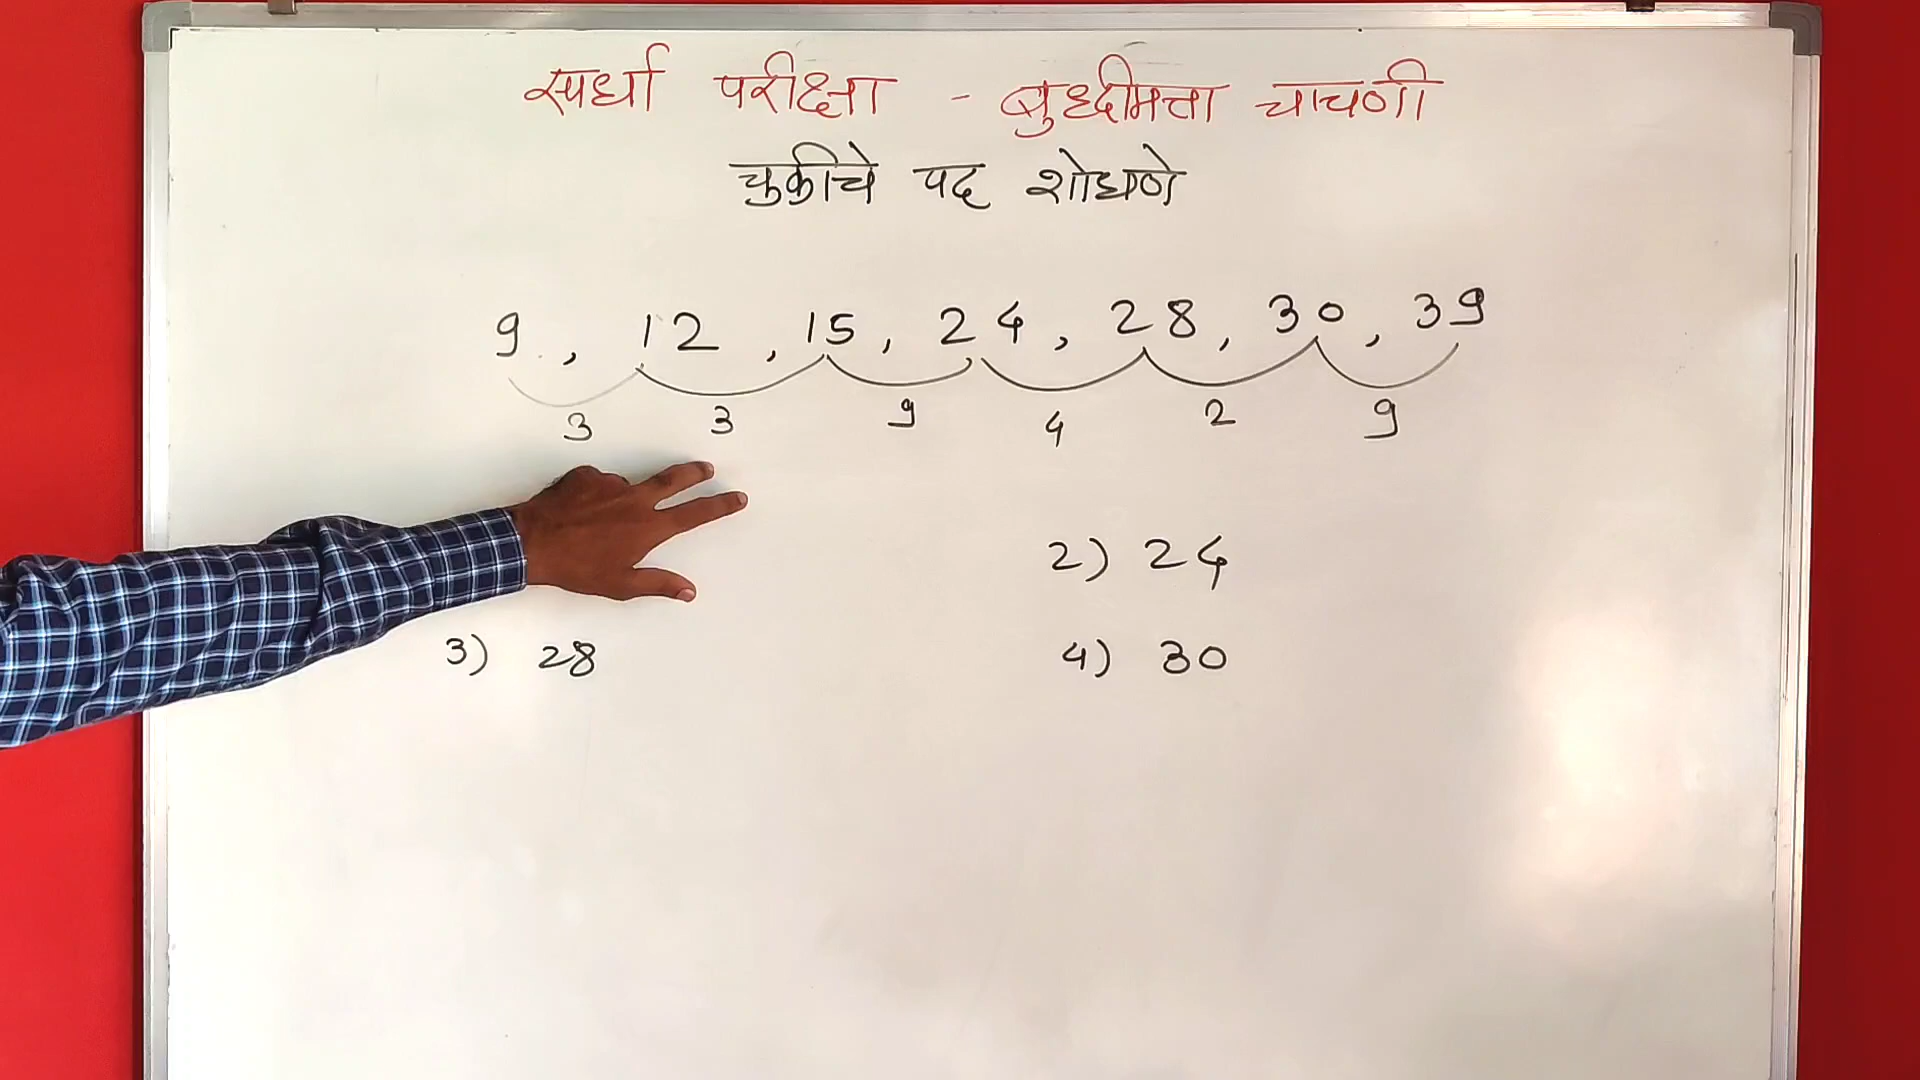 स्पर्धा परीक्षा - बुध्दीमत्ता चाचणी
चुकीचे पद शोधणे
9, 12, 15, 24, 28, 30, 39
3 3 9 4 2 9
2) 24
3) 28 4) 30